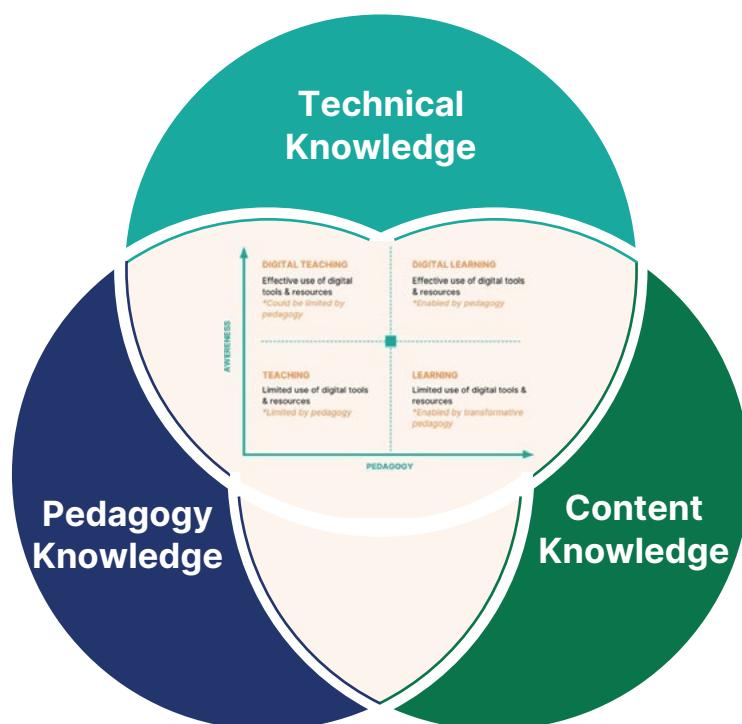 Technical
Knowledge
DIGITAL TEACHING
Effective use of digital
tools & resources
*Could be limited by
pedagogy
DIGITAL LEARNING
Effective use of digital tools
& resources
*Enabled by pedagogy
AWERENESS
TEACHING
Limited use of digital tools
& resources
*Limited by pedagogy
LEARNING
Limited use of digital tools &
resources
*Enabled by transformative
pedagogy
PEDAGOGY
Pedagogy
Knowledge
Content
Knowledge